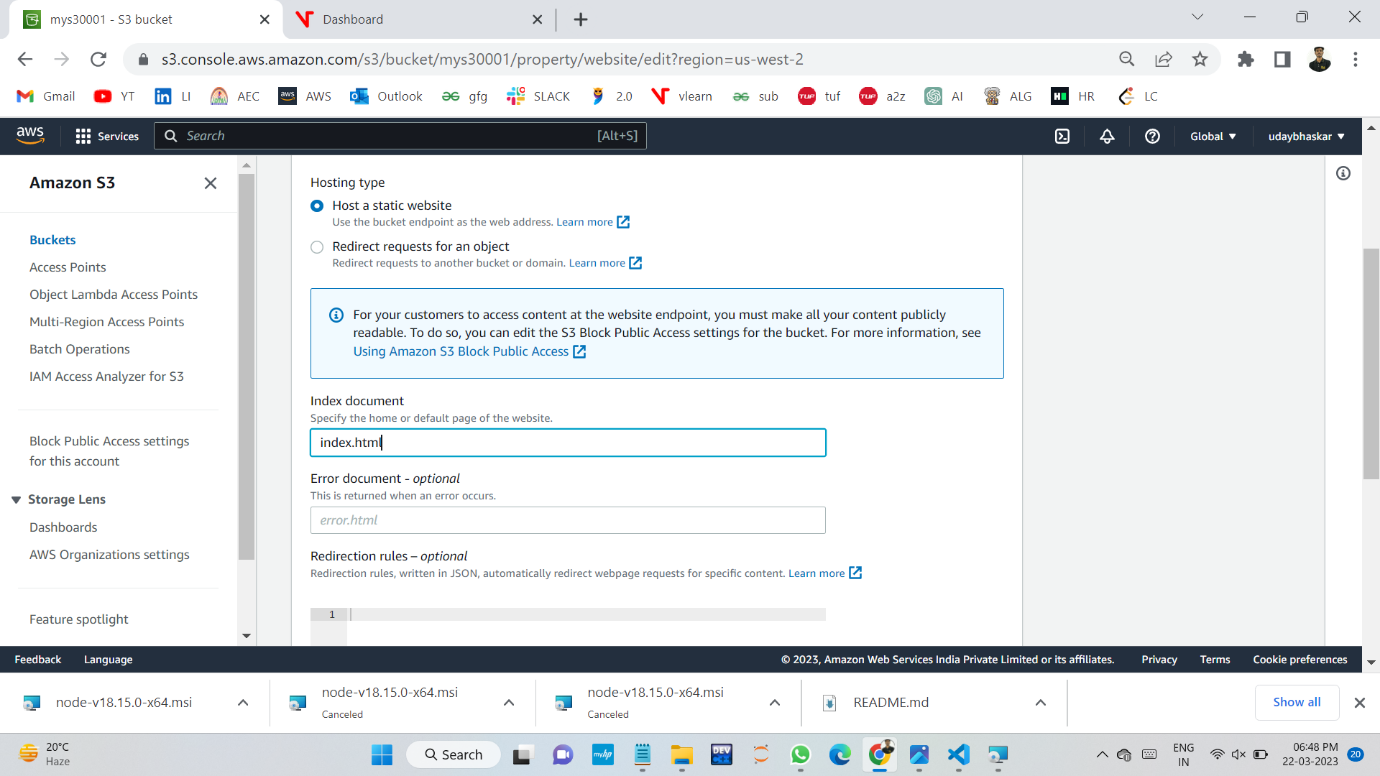 mys30001 - S3 bucket
Dashboard
s3.console.aws.amazon.com/s3/bucket/mys30001/property/website/edit?region=us-west-2
Gmail YT LI AEC AWS Outlook gfg SLACK 2.0 vlearn sub tuf a2z AI ALG HR LC
aws Services Search [Alt+S] Global udaybhaskar
Amazon S3
Buckets
Access Points
Object Lambda Access Points
Multi-Region Access Points
Batch Operations
IAM Access Analyzer for S3
Block Public Access settings
for this account
Storage Lens
Dashboards
AWS Organizations settings
Feature spotlight
Hosting type
Host a static website
Use the bucket endpoint as the web address. Learn more
Redirect requests for an object
Redirect requests to another bucket or domain. Learn more
For your customers to access content at the website endpoint, you must make all your content publicly
readable. To do so, you can edit the S3 Block Public Access settings for the bucket. For more information, see
Using Amazon S3 Block Public Access
Index document
Specify the home or default page of the website.
index.html
Error document - optional
This is returned when an error occurs.
error.html
Redirection rules – optional
Redirection rules, written in JSON, automatically redirect webpage requests for specific content. Learn more
1
Feedback Language © 2023, Amazon Web Services India Private Limited or its affiliates. Privacy Terms Cookie preferences
node-v18.15.0-x64.msi
node-v18.15.0-x64.msi
Canceled
node-v18.15.0-x64.msi
Canceled
README.md
Show all
20°C
Haze
Search
ENG
IN
06:48 PM
22-03-2023
20